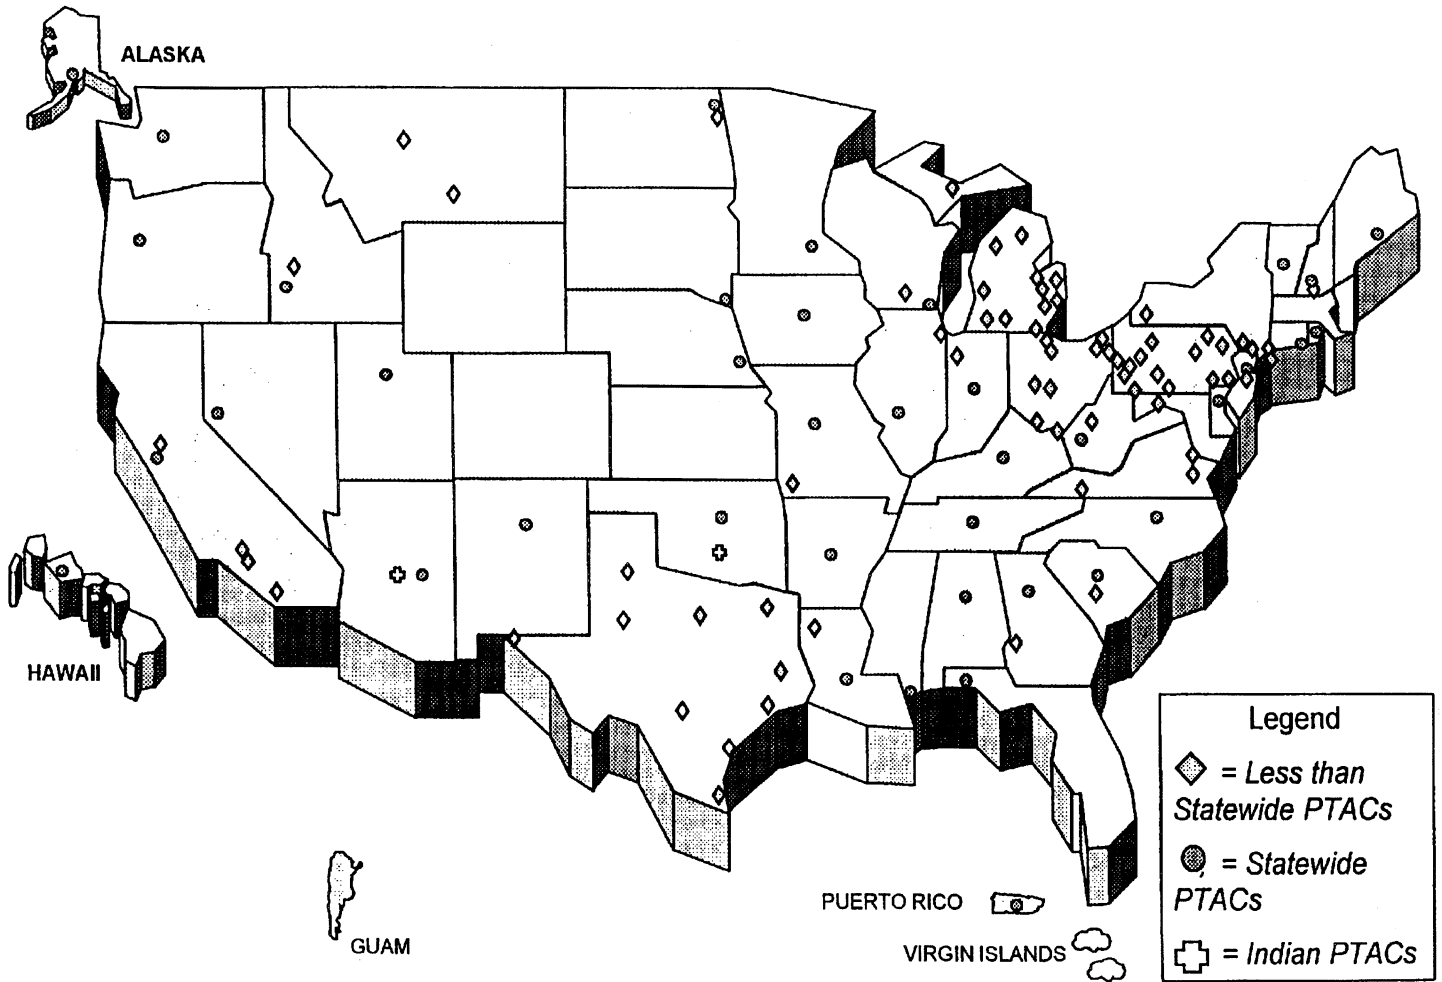 ALASKA
HAWAII
GUAM
PUERTO RICO
VIRGIN ISLANDS
Legend
= Less than
Statewide PTACs
= Statewide
PTACs
= Indian PTACs